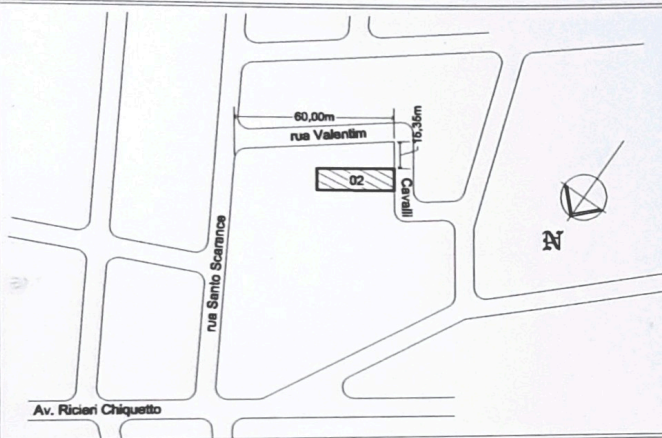 60,00m
rua Valentim
15,35m
02
Cavalli
N
rua Santo Scarance
Av. Ricieri Chiquetto